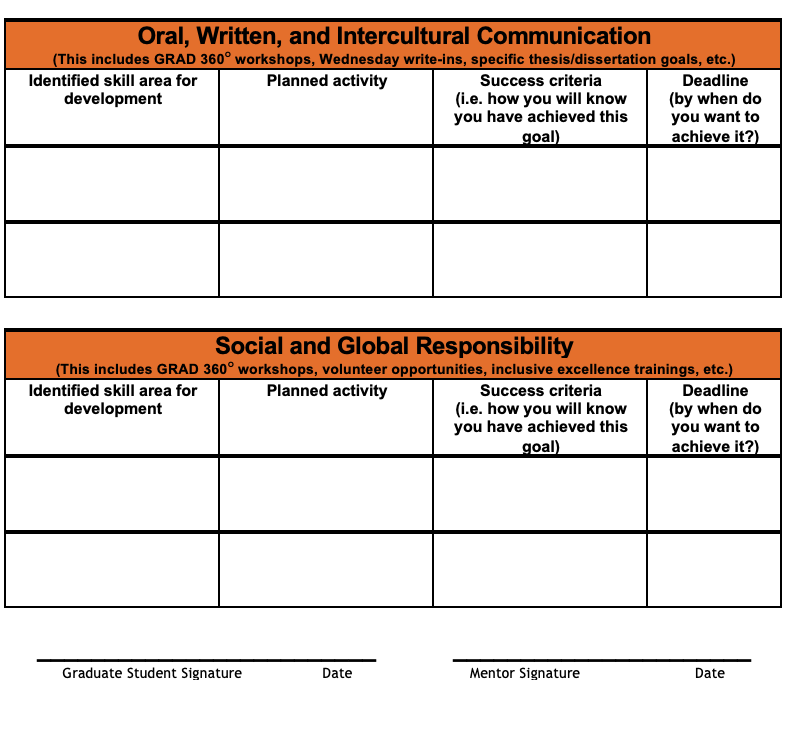 Oral, Written, and Intercultural Communication
(This includes GRAD 360° workshops, Wednesday write-ins, specific thesis/dissertation goals, etc.)
Identified skill area for
development
Planned activity
Success criteria
(i.e. how you will know
you have achieved this
goal)
Deadline
(by when do
you want to
achieve it?)
Social and Global Responsibility
(This includes GRAD 360° workshops, volunteer opportunities, inclusive excellence trainings, etc.)
Identified skill area for
development
Planned activity
Success criteria
(i.e. how you will know
you have achieved this
goal)
Deadline
(by when do
you want to
achieve it?)
Graduate Student Signature Date Mentor Signature Date